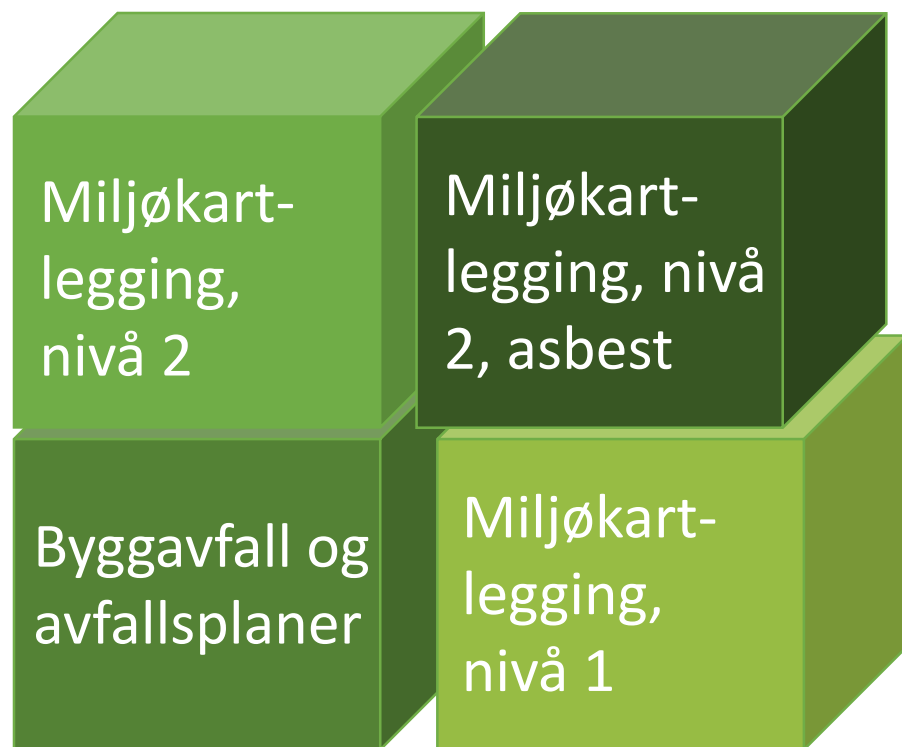 Miljøkart-
legging,
nivå 2
Miljøkart-
legging, nivå
2, asbest
Byggavfall og
avfallsplaner
Miljøkart-
legging,
nivå 1